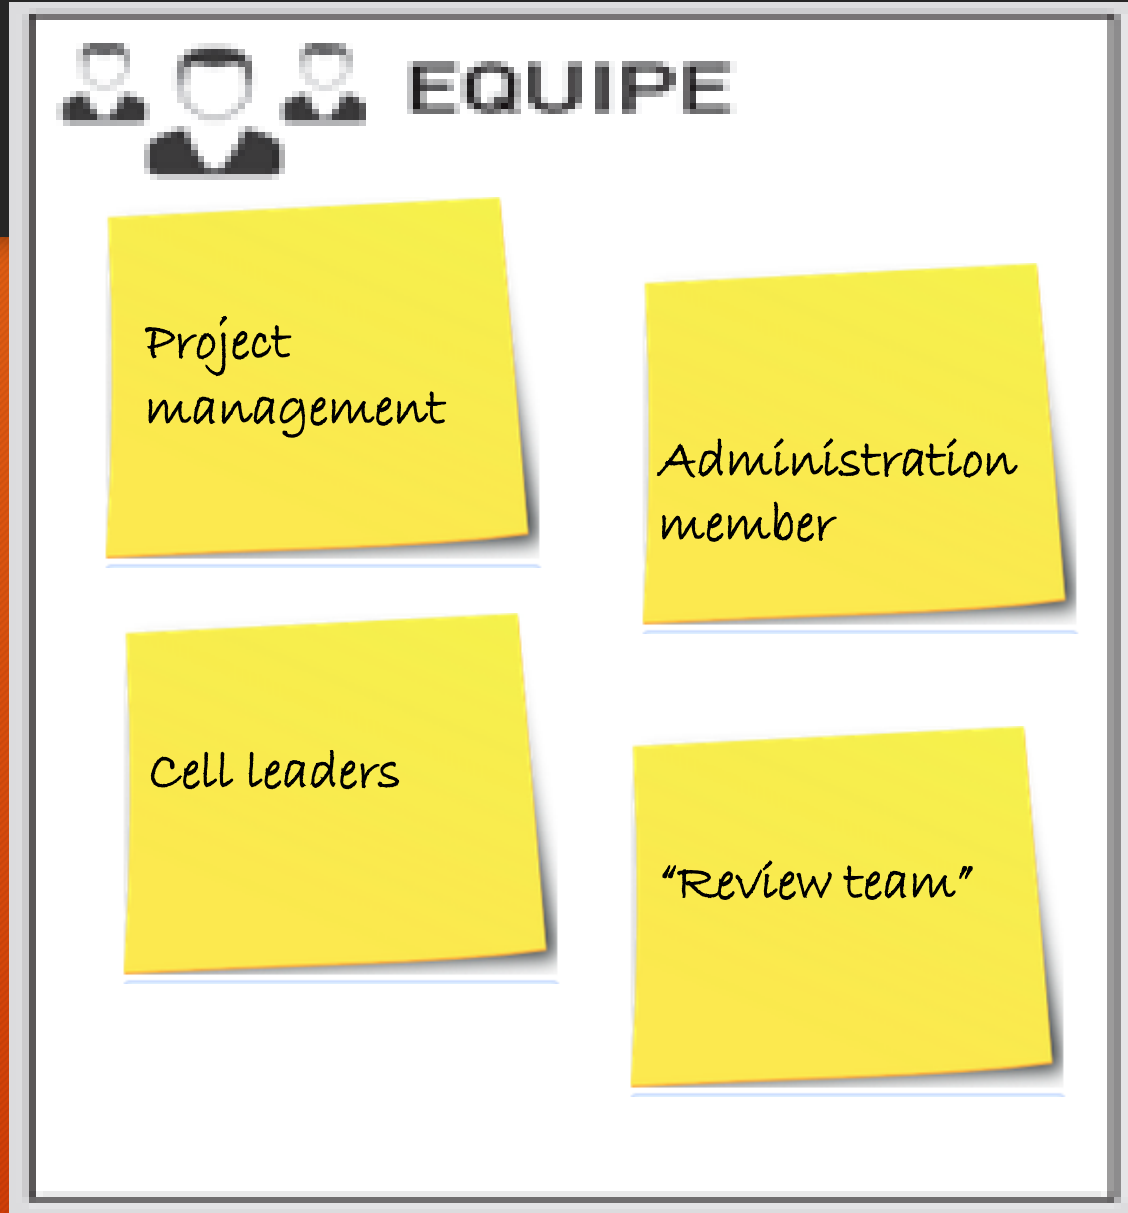 EQUIPE
Project
management
Administration
member
Cell leaders
“Review team”